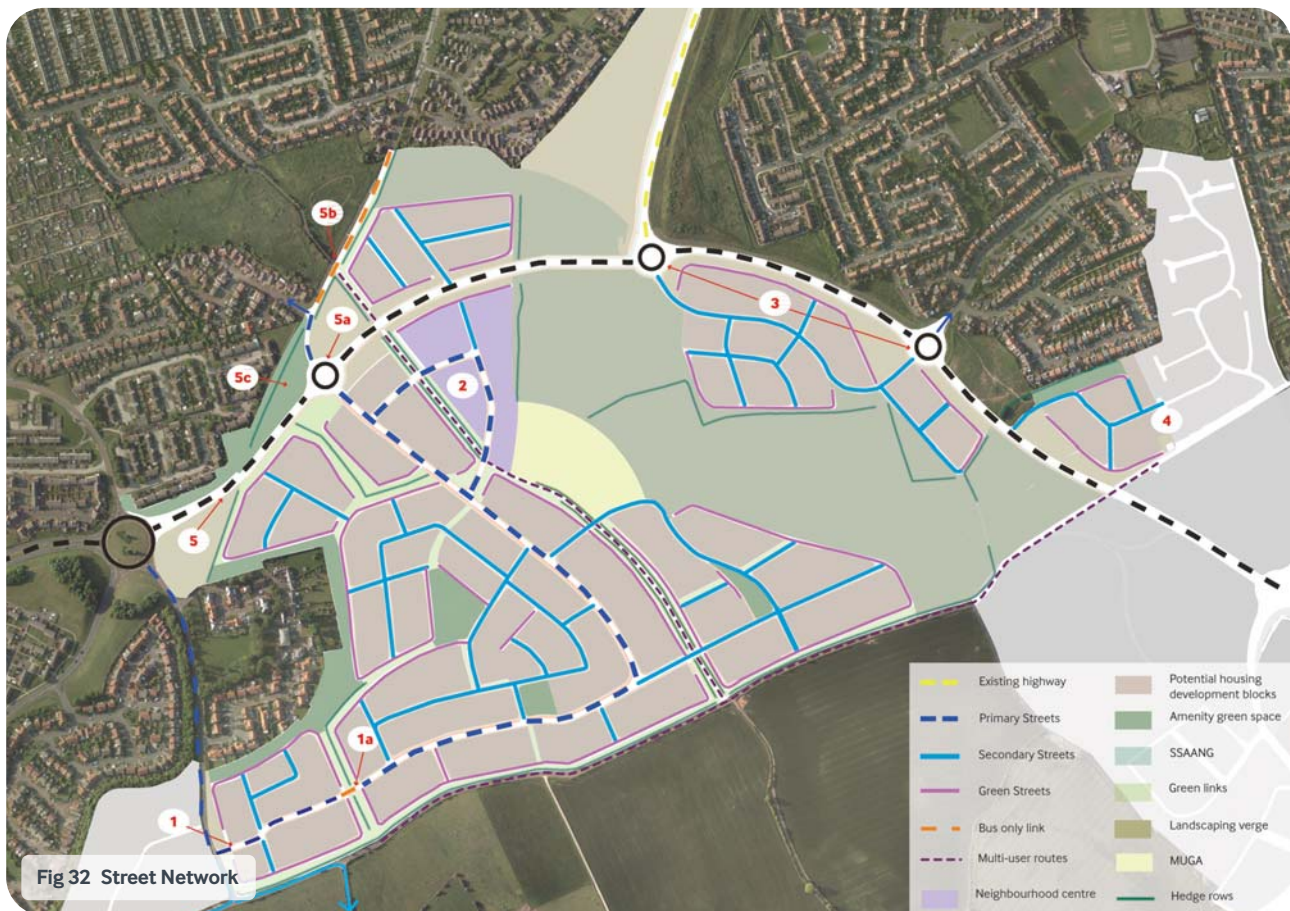 5b
5a
3
5c
2
4
5
1a
1
Existing highway
Primary Streets
Secondary Streets
Green Streets
Bus only link
Multi-user routes
Neighbourhood centre
Potential housing
development blocks
Amenity green space
SSAANG
Green links
Landscaping verge
MUGA
Hedge rows
Fig 32 Street Network